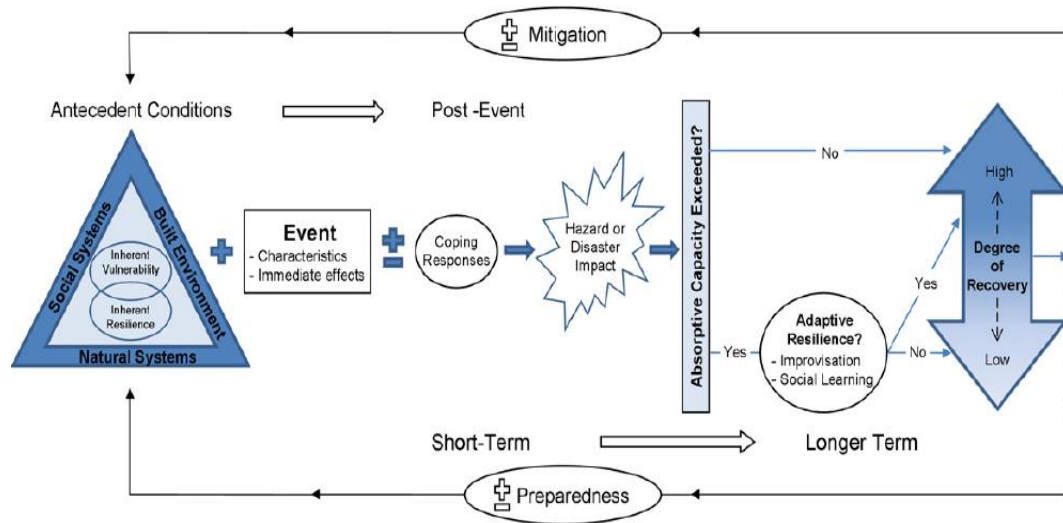 ± Mitigation
Antecedent Conditions
Post -Event
Social Systems
Built Environment
Natural Systems
Inherent
Vulnerability
Inherent
Resilience
+
Event
- Characteristics
- Immediate effects
±
Coping
Responses
Hazard or
Disaster
Impact
Absorptive Capacity Exceeded?
No
Yes
Adaptive
Resilience?
- Improvisation
- Social Learning
Yes
No
High
Degree of
Recovery
Low
Short-Term
Longer Term
± Preparedness